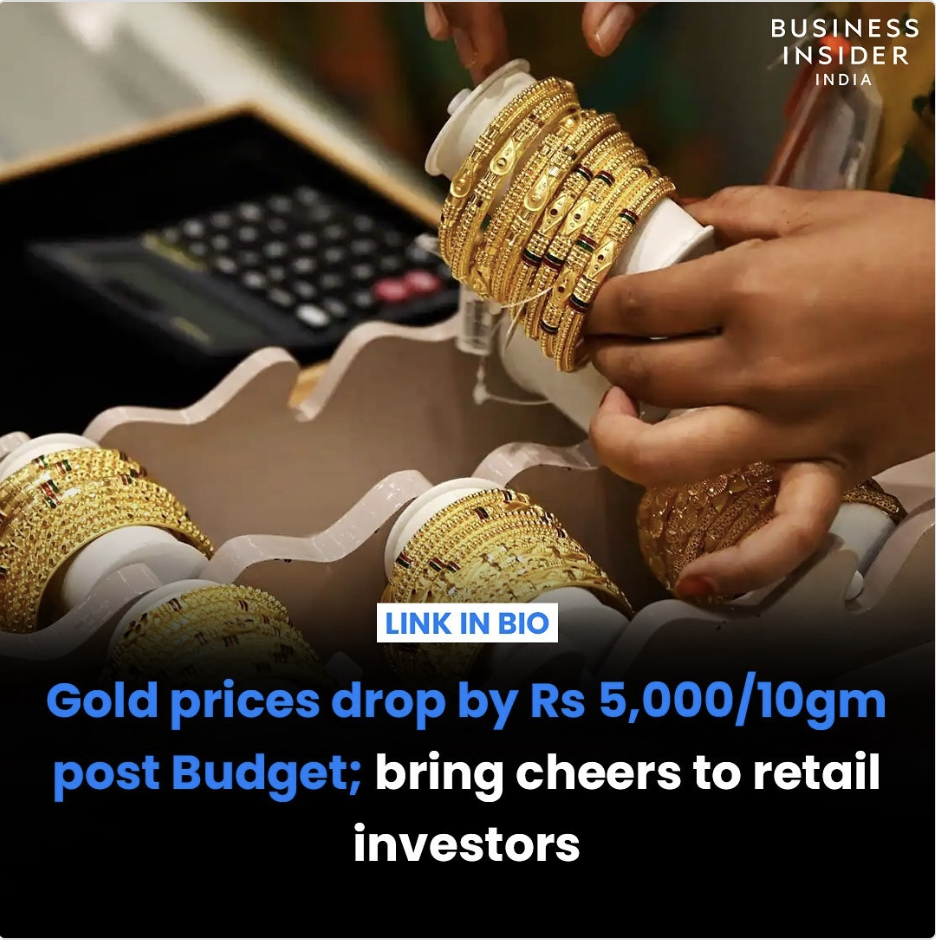 BUSINESS
INSIDER
INDIA
LINK IN BIO
Gold prices drop by Rs 5,000/10gm
post Budget; bring cheers to retail
investors